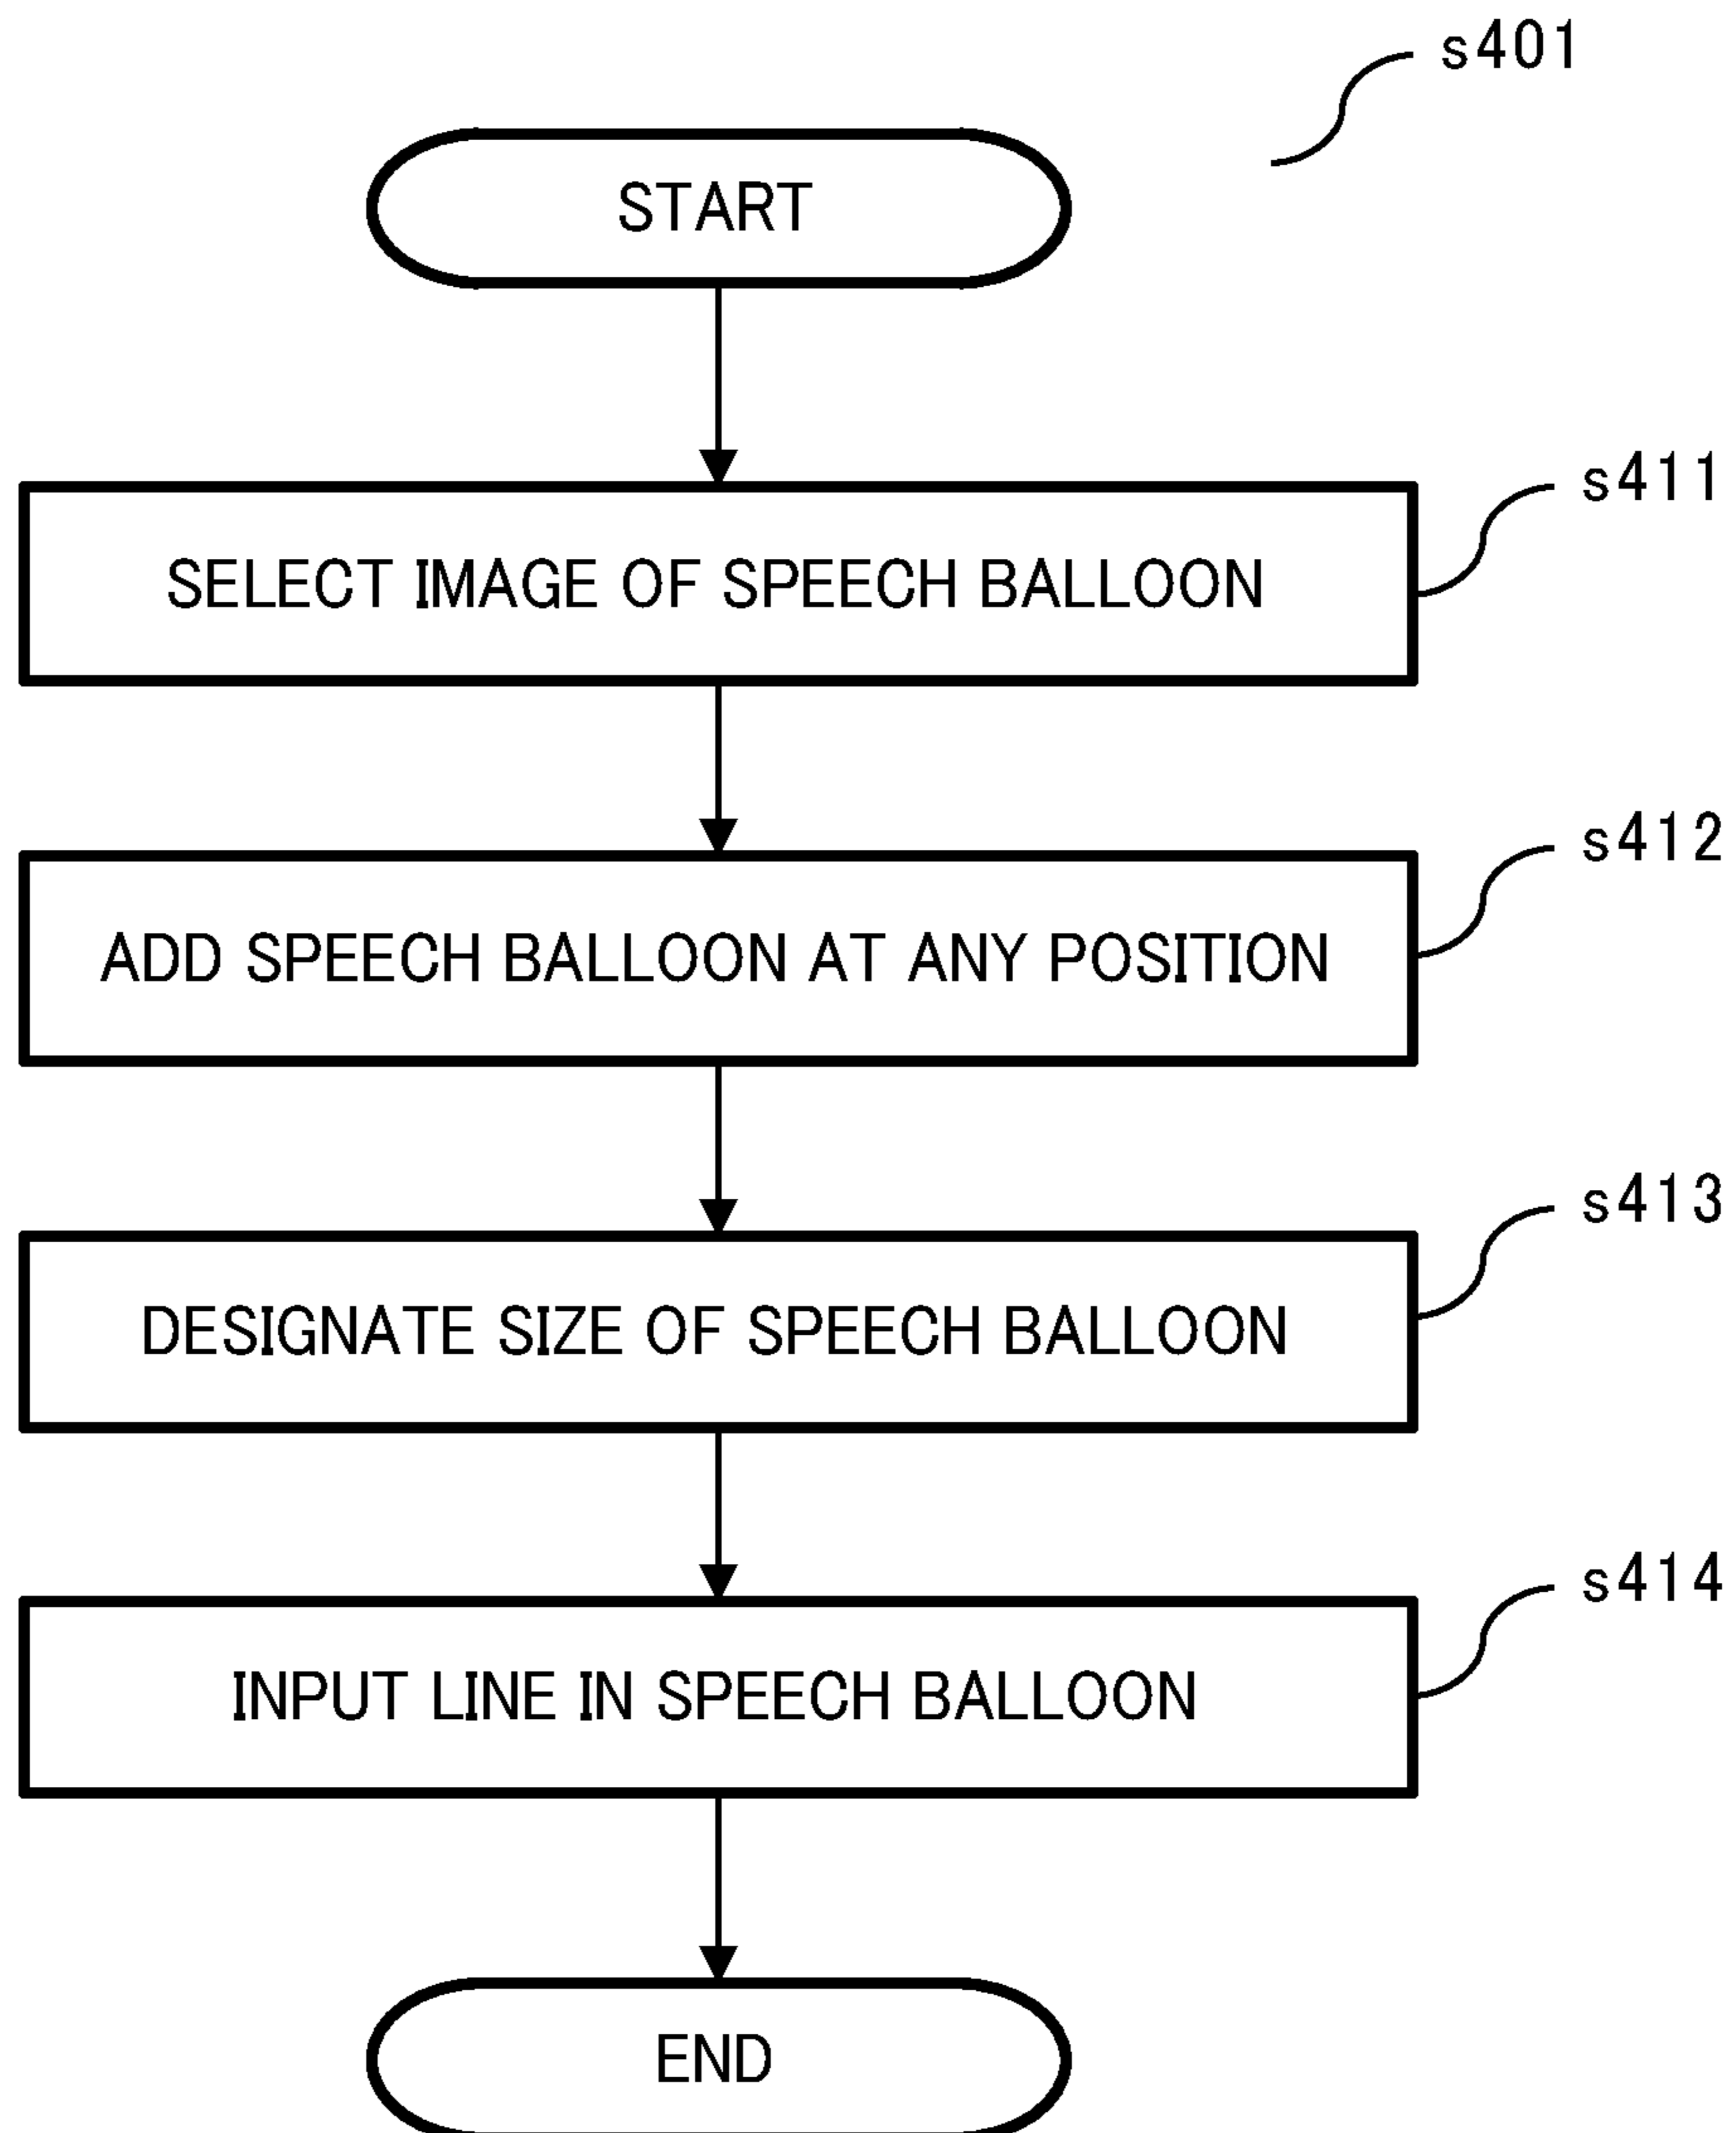 s401
START
s411
SELECT IMAGE OF SPEECH BALLOON
s412
ADD SPEECH BALLOON AT ANY POSITION
s413
DESIGNATE SIZE OF SPEECH BALLOON
s414
INPUT LINE IN SPEECH BALLOON
END